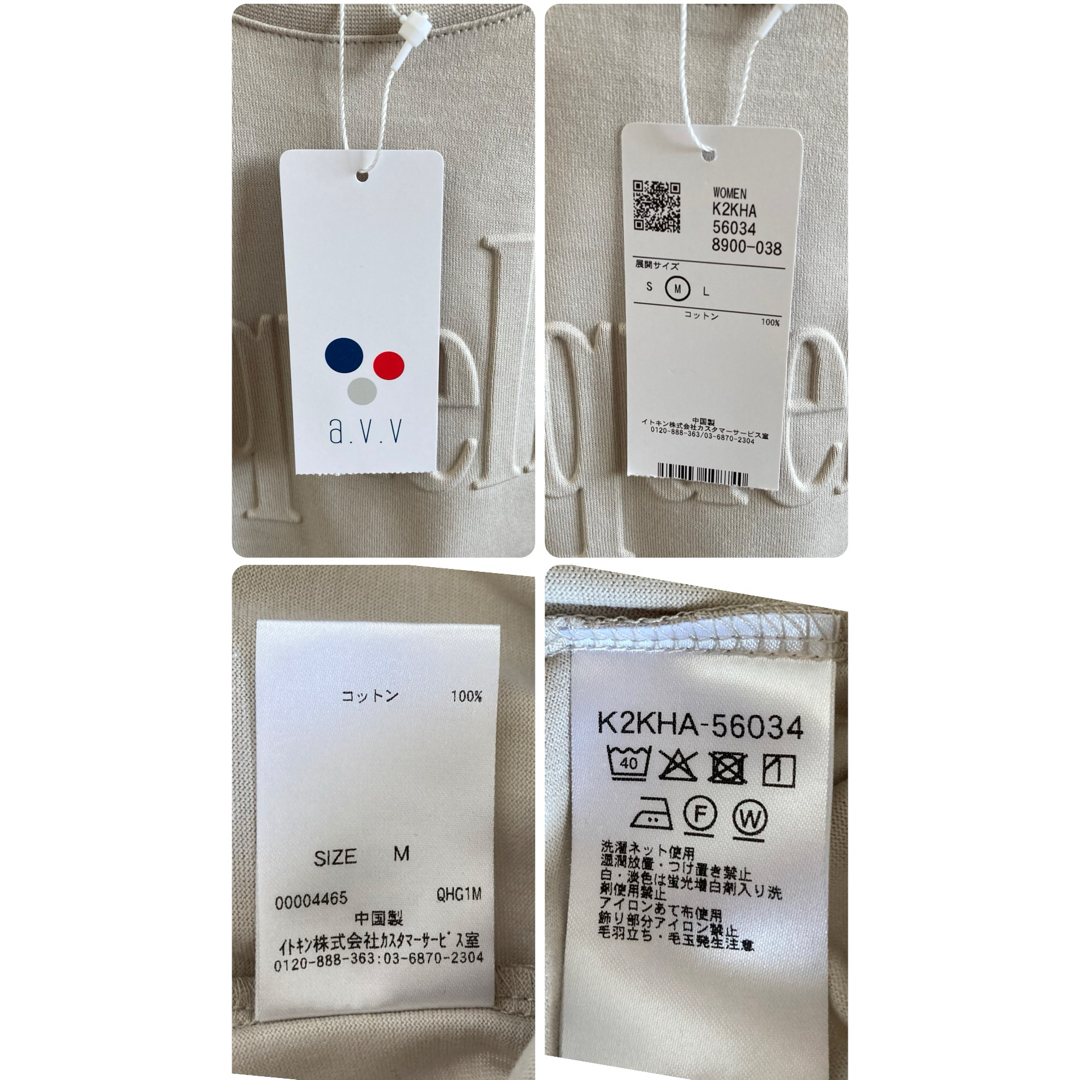 a.v.v
WOMEN
K2KHA
56034
8900-038
展開サイズ
S M L
コットン 100%
中国製
イトキン株式会社カスタマーサービス室
0120-888-363/03-6870-2304
コットン 100%
SIZE M
00004465 QHG1M
中国製
イトキン株式会社カスタマーサービス室
0120-888-363:03-6870-2304
K2KHA-56034
40
F W
洗濯ネット使用
湿潤放置・つけ置き禁止
白・淡色は蛍光増白剤入り洗
剤使用禁止
アイロンあて布使用
飾り部分アイロン禁止
毛羽立ち・毛玉発生注意